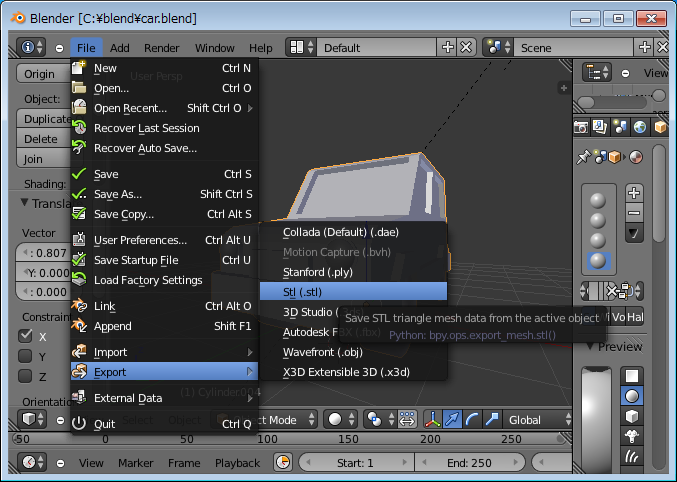 Blender [C:¥blend¥car.blend]
File Add Render Window Help Default Scene View
Origin
User Persp
Object:
Duplicate
Delete
Join
Shading:
Transla
Vector
: 0.807
Y: 0.00
: 0.000
Constrain
X
Y
Z
Orientatio
New Ctrl N
Open... Ctrl O
Open Recent... Shift Ctrl O
Recover Last Session
Recover Auto Save...
Save Ctrl S
Save As... Shift Ctrl S
Save Copy... Ctrl Alt S
User Preferences... Ctrl Alt U
Save Startup File Ctrl U
Load Factory Settings
Link Ctrl Alt O
Append Shift F1
Import
Export
External Data
Quit Ctrl Q
Collada (Default) (.dae)
Motion Capture (.bvh)
Stanford (.ply)
Stl (.stl)
3D Studio (
Autodesk FBX (.fbx)
Wavefront (.obj)
X3D Extensible 3D (.x3d)
Save STL triangle mesh data from the active object
Python: bpy.ops.export_mesh.stl()
Vo Hal
Preview
(1) Cylinder.004
Select Object
ject Mode Global
-50 0 50 100 150 200 250
View Marker Frame Playback Start: 1 End: 250